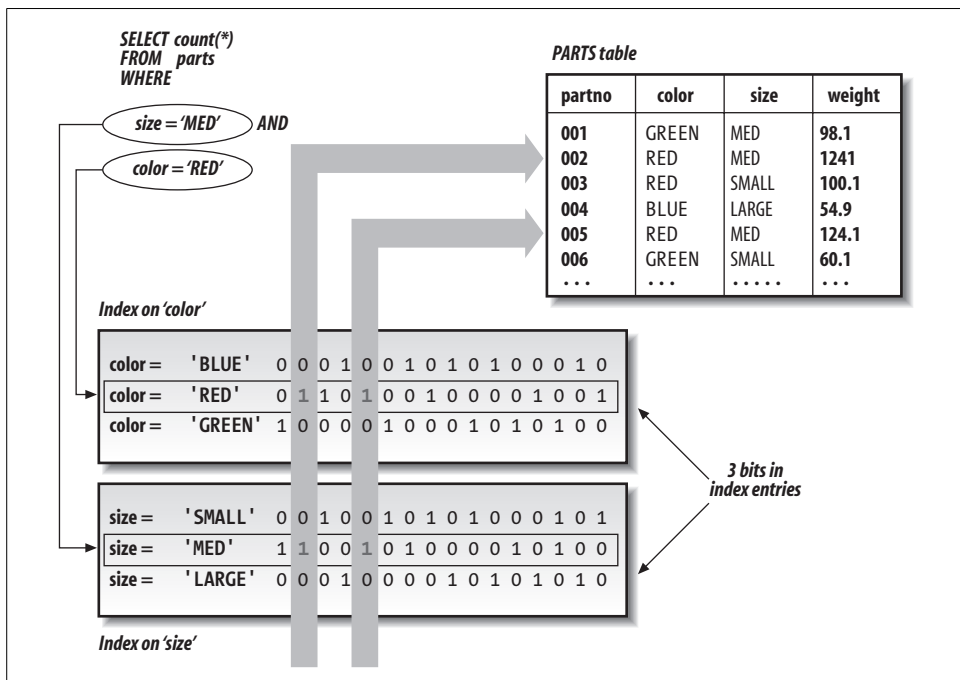 SELECT count(*)
FROM parts
WHERE
size = ‘MED’ AND
color = ‘RED’
PARTS table
partno color size weight
001 GREEN MED 98.1
002 RED MED 1241
003 RED SMALL 100.1
004 BLUE LARGE 54.9
005 RED MED 124.1
006 GREEN SMALL 60.1
... ... ..... ...
Index on ‘color’
color = 'BLUE' 0 0 0 1 0 0 1 0 1 0 1 0 0 0 1 0
color = 'RED' 0 1 1 0 1 0 0 1 0 0 0 0 1 0 0 1
color = 'GREEN' 1 0 0 0 0 1 0 0 0 1 0 1 0 1 0 0
3 bits in
index entries
size = 'SMALL' 0 0 1 0 0 1 0 1 0 1 0 0 0 1 0 1
size = 'MED' 1 1 0 0 1 0 1 0 0 0 0 1 0 1 0 0
size = 'LARGE' 0 0 0 1 0 0 0 0 1 0 1 0 1 0 1 0
Index on ‘size’